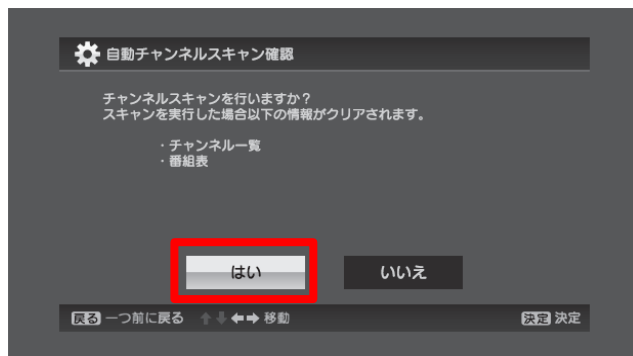 自動チャンネルスキャン確認
チャンネルスキャンを行いますか?
スキャンを実行した場合以下の情報がクリアされます。
・チャンネル一覧
・番組表
はい いいえ
戻る 一つ前に戻る ↑↓←→ 移動 決定 決定